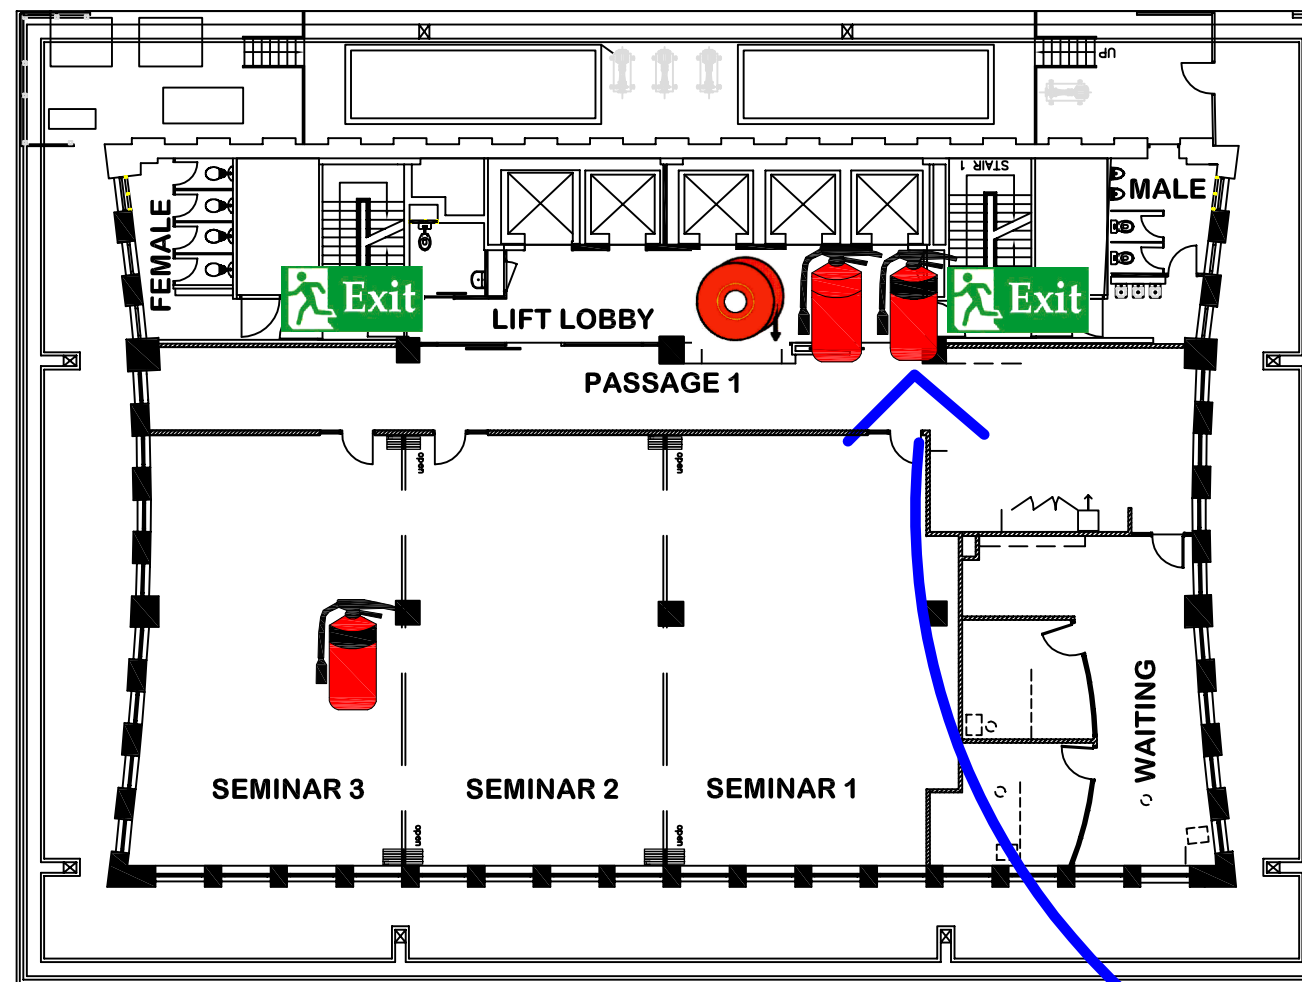 UP
STAIR 1
MALE
FEMALE
Exit
Exit
LIFT LOBBY
PASSAGE 1
open
open
WAITING
SEMINAR 3
SEMINAR 2
SEMINAR 1
open
open